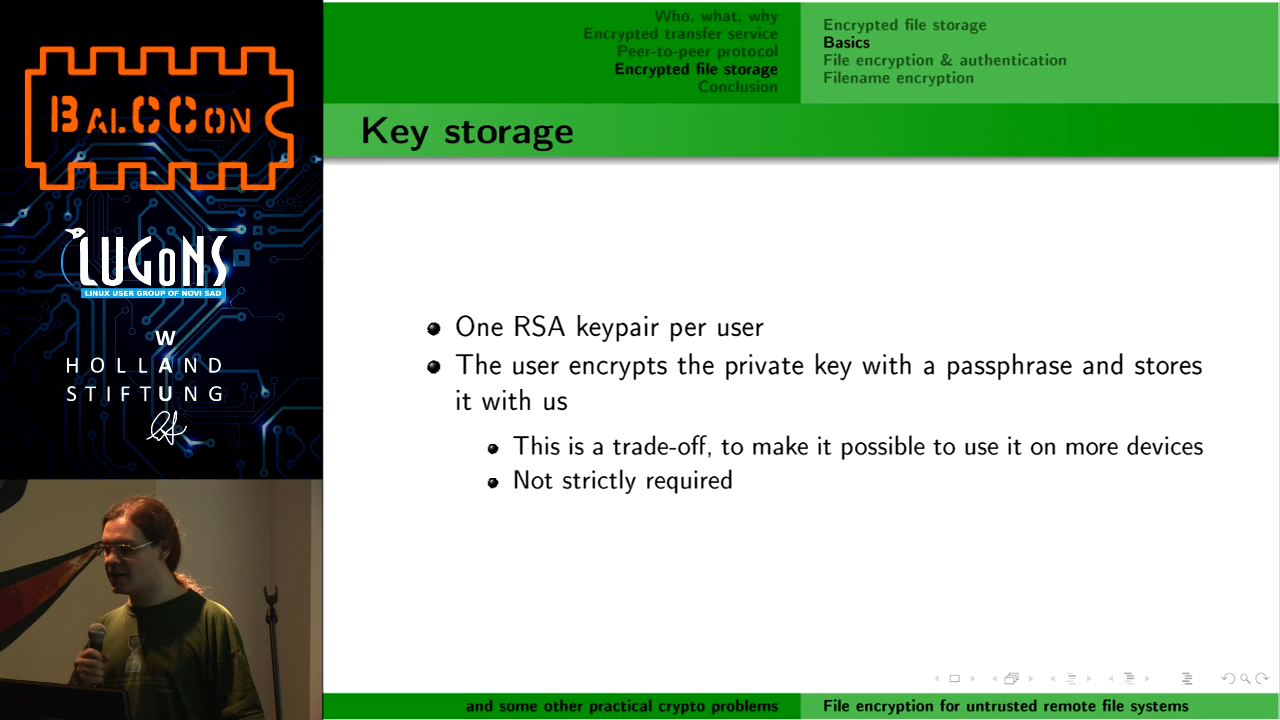 BALCCON
LUGONS
LINUX USER GROUP OF NOVI SAD
W
HOLLAND
STIFTUNG
Who, what, why
Encrypted transfer service
Peer-to-peer protocol
Encrypted file storage
Conclusion
Encrypted file storage
Basics
File encryption & authentication
Filename encryption
Key storage
One RSA keypair per user
The user encrypts the private key with a passphrase and stores
it with us
This is a trade-off, to make it possible to use it on more devices
Not strictly required
and some other practical crypto problems
File encryption for untrusted remote file systems